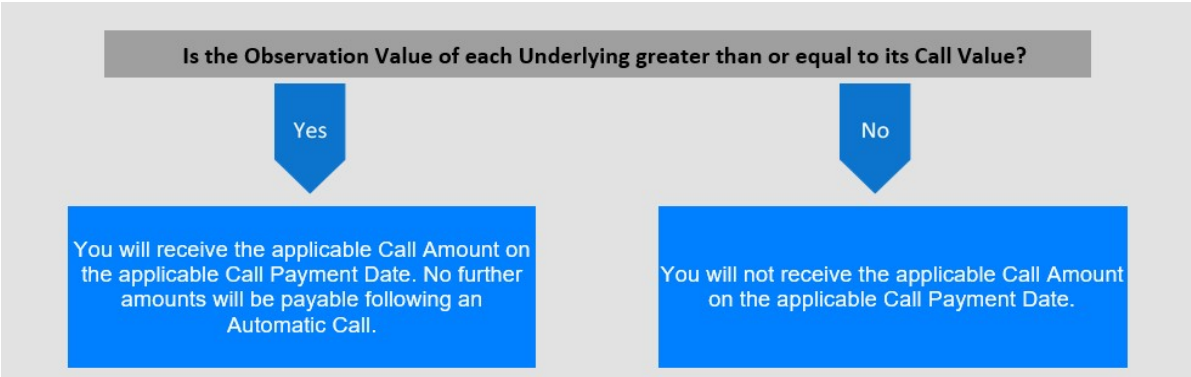 Is the Observation Value of each Underlying greater than or equal to its Call Value?
Yes
No
You will receive the applicable Call Amount on
the applicable Call Payment Date. No further
amounts will be payable following an
Automatic Call.
You will not receive the applicable Call Amount
on the applicable Call Payment Date.